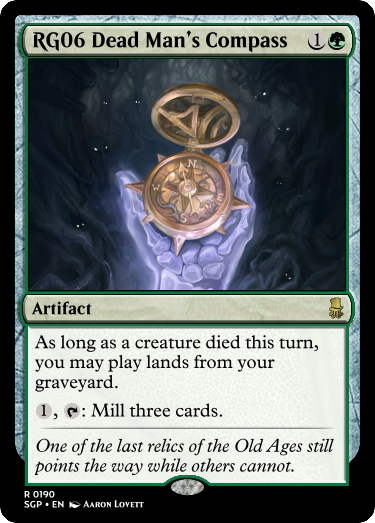 RG06 Dead Man's Compass 1
Artifact
As long as a creature died this turn,
you may play lands from your
graveyard.
1, : Mill three cards.
One of the last relics of the Old Ages still
points the way while others cannot.
R 0190
SGP • EN Aaron Lovett